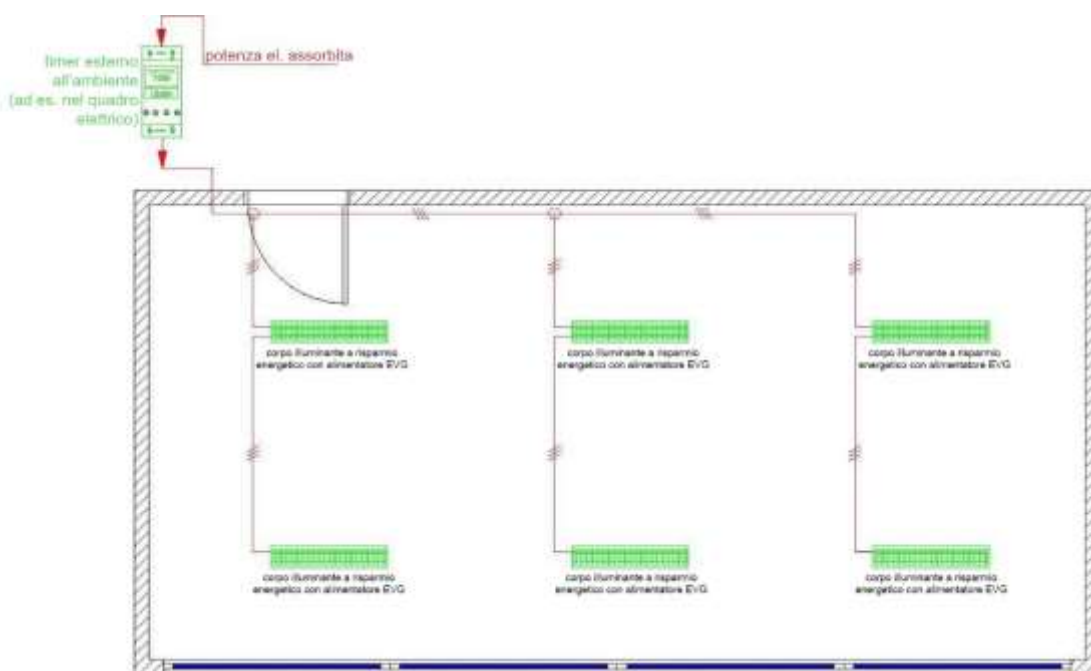 timer esterno
all'ambiente
(ad es. nel quadro
elettrico)
potenza el. assorbita
corpo illuminante a risparmio
energetico con alimentatore EVG
corpo illuminante a risparmio
energetico con alimentatore EVG
corpo illuminante a risparmio
energetico con alimentatore EVG
corpo illuminante a risparmio
energetico con alimentatore EVG
corpo illuminante a risparmio
energetico con alimentatore EVG
corpo illuminante a risparmio
energetico con alimentatore EVG